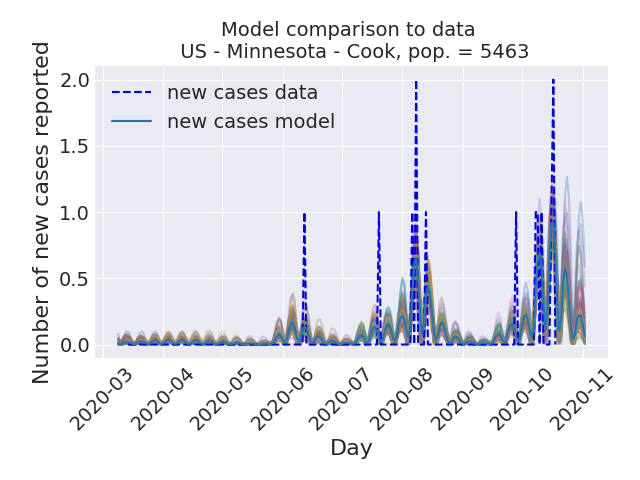 Model comparison to data
US - Minnesota - Cook, pop. = 5463
Number of new cases reported
2.0
1.5
1.0
0.5
0.0
new cases data
new cases model
2020-03
2020-04
2020-05
2020-06
2020-07
2020-08
2020-09
2020-10
2020-11
Day